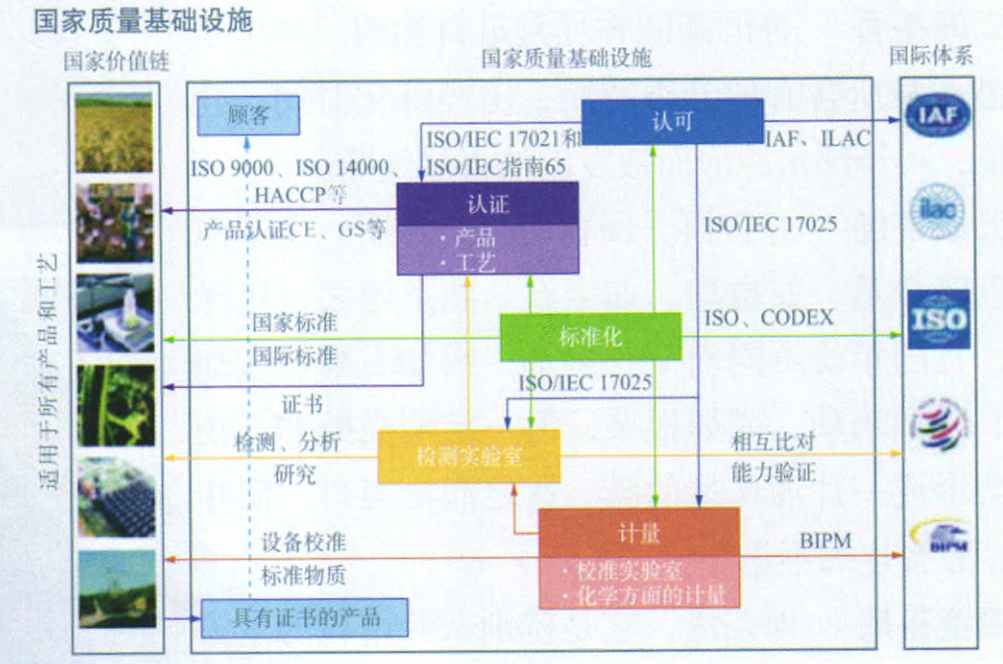 国家质量基础设施
国家价值链
国家质量基础设施
国际体系
顾客
认可
IAF
ISO/IEC 17021和
ISO/IEC指南65
IAF、ILAC
ISO 9000、ISO 14000、
HACCP等
认证
产品认证CE、GS等
·产品
·工艺
ilac
ISO/IEC 17025
适用于所有产品和工艺
国家标准
国际标准
标准化
ISO、CODEX
ISO
ISO/IEC 17025
证书
检测、分析
研究
检测实验室
相互比对
能力验证
设备校准
标准物质
计量
·校准实验室
·化学方面的计量
BIPM
BIPM
具有证书的产品